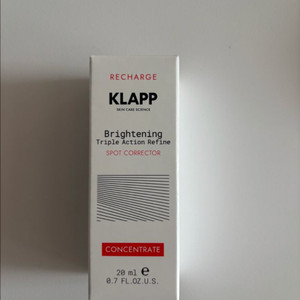 RECHARGE
KLAPP
SKIN CARE SCIENCE
Brightening
Triple Action Refine
SPOT CORRECTOR
CONCENTRATE
20 ml ℮
0.7 FL.OZ.U.S.